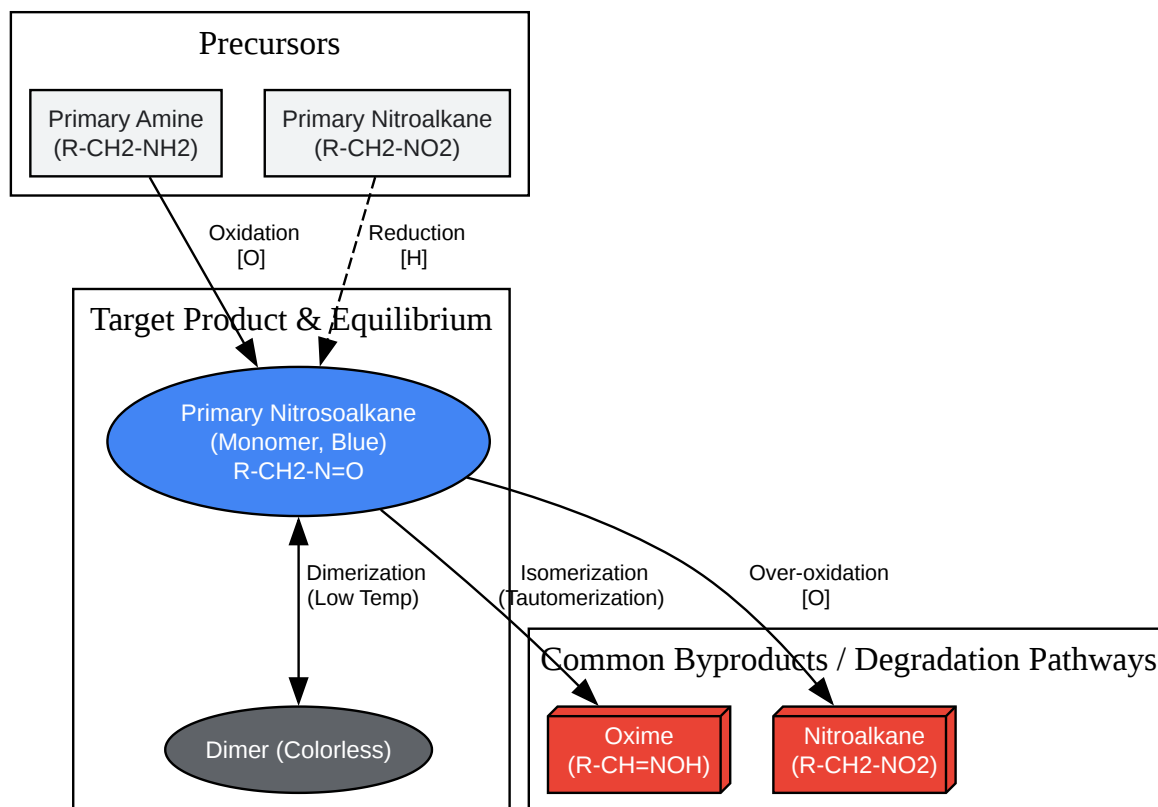 Precursors
Primary Amine
(R-CH2-NH2)
Primary Nitroalkane
(R-CH2-NO2)
Oxidation
[O]
Reduction
[H]
Target Product & Equilibrium
Primary Nitrosoalkane
(Monomer, Blue)
R-CH2-N=O
Dimerization
(Low Temp)
Isomerization
(Tautomerization)
Over-oxidation
[O]
Common Byproducts / Degradation Pathways
Dimer (Colorless)
Oxime
(R-CH=NOH)
Nitroalkane
(R-CH2-NO2)